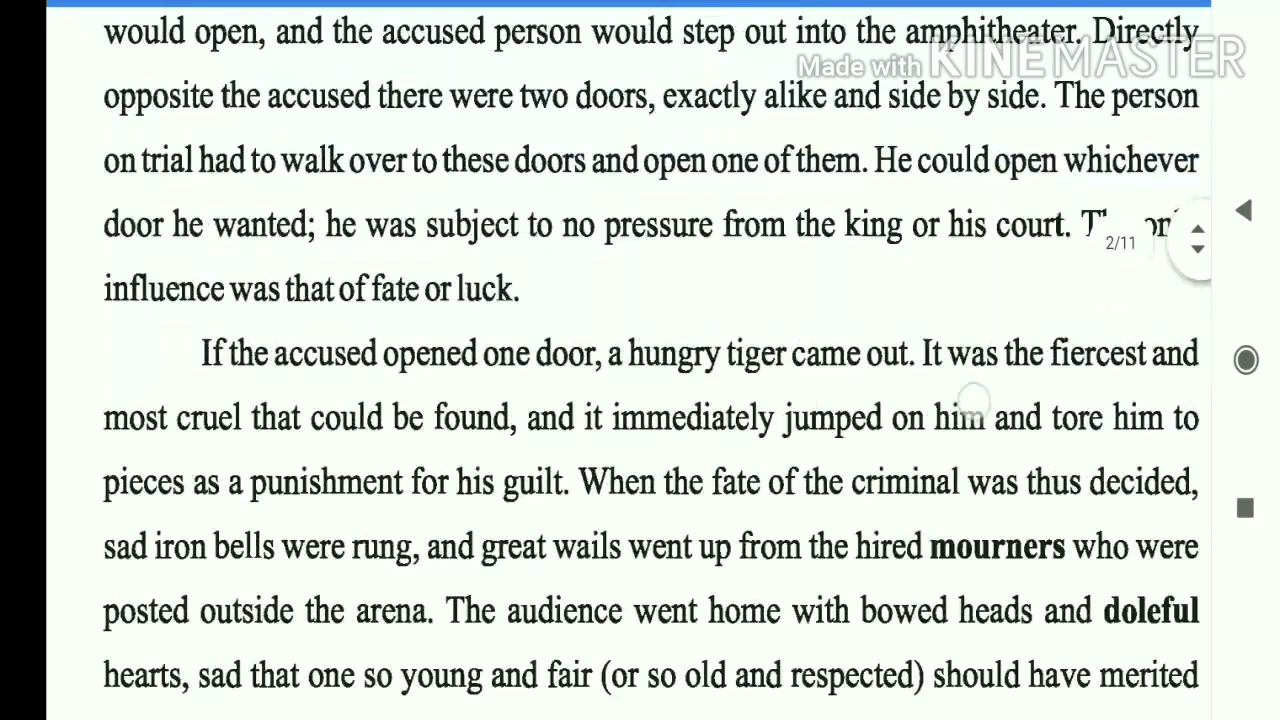 would open, and the accused person would step out into the amphitheater. Directly
Made with KINEMASTER
opposite the accused there were two doors, exactly alike and side by side. The person
on trial had to walk over to these doors and open one of them. He could open whichever
door he wanted; he was subject to no pressure from the king or his court.
2/11
influence was that of fate or luck.
If the accused opened one door, a hungry tiger came out. It was the fiercest and
most cruel that could be found, and it immediately jumped on him and tore him to
pieces as a punishment for his guilt. When the fate of the criminal was thus decided,
sad iron bells were rung, and great wails went up from the hired mourners who were
posted outside the arena. The audience went home with bowed heads and doleful
hearts, sad that one so young and fair (or so old and respected) should have merited